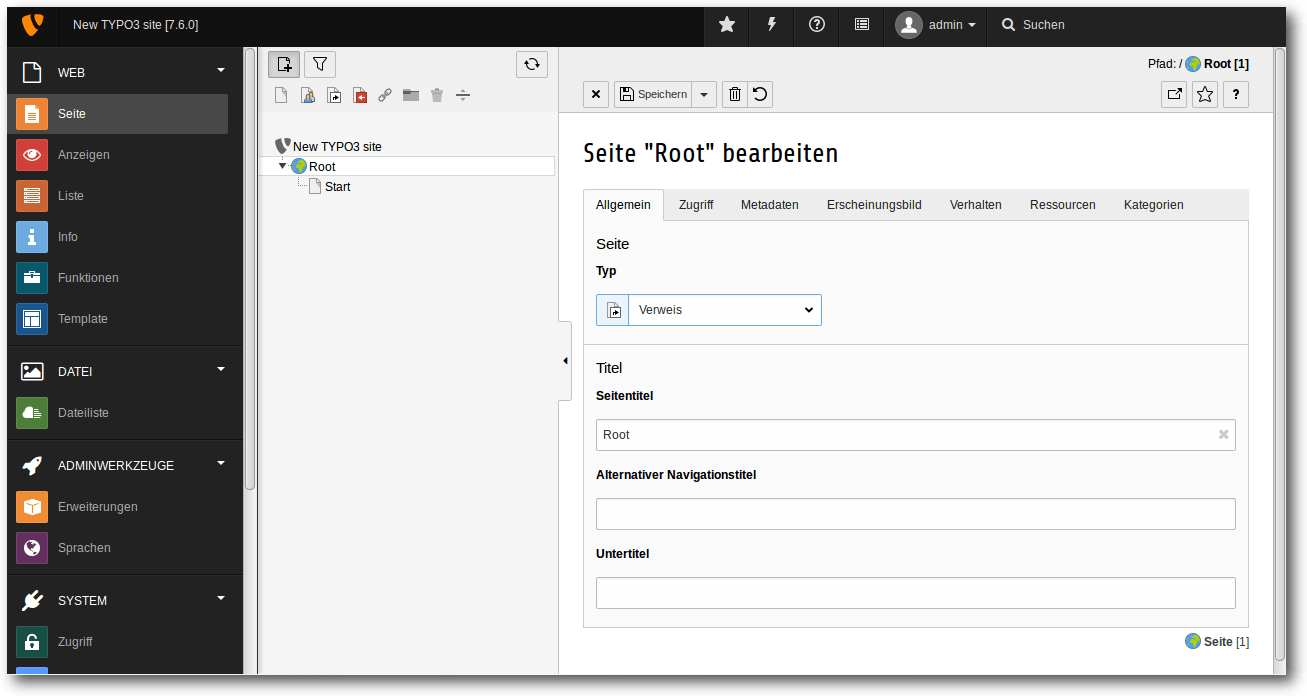 New TYPO3 site [7.6.0]
admin
Suchen
WEB
Seite
Anzeigen
Liste
Info
Funktionen
Template
DATEI
Dateiliste
ADMINWERKZEUGE
Erweiterungen
Sprachen
SYSTEM
Zugriff
New TYPO3 site
Root
Start
Pfad: / Root [1]
Speichern
?
Seite "Root" bearbeiten
Allgemein Zugriff Metadaten Erscheinungsbild Verhalten Ressourcen Kategorien
Seite
Typ
Verweis
Titel
Seitentitel
Root
Alternativer Navigationstitel
Untertitel
Seite [1]